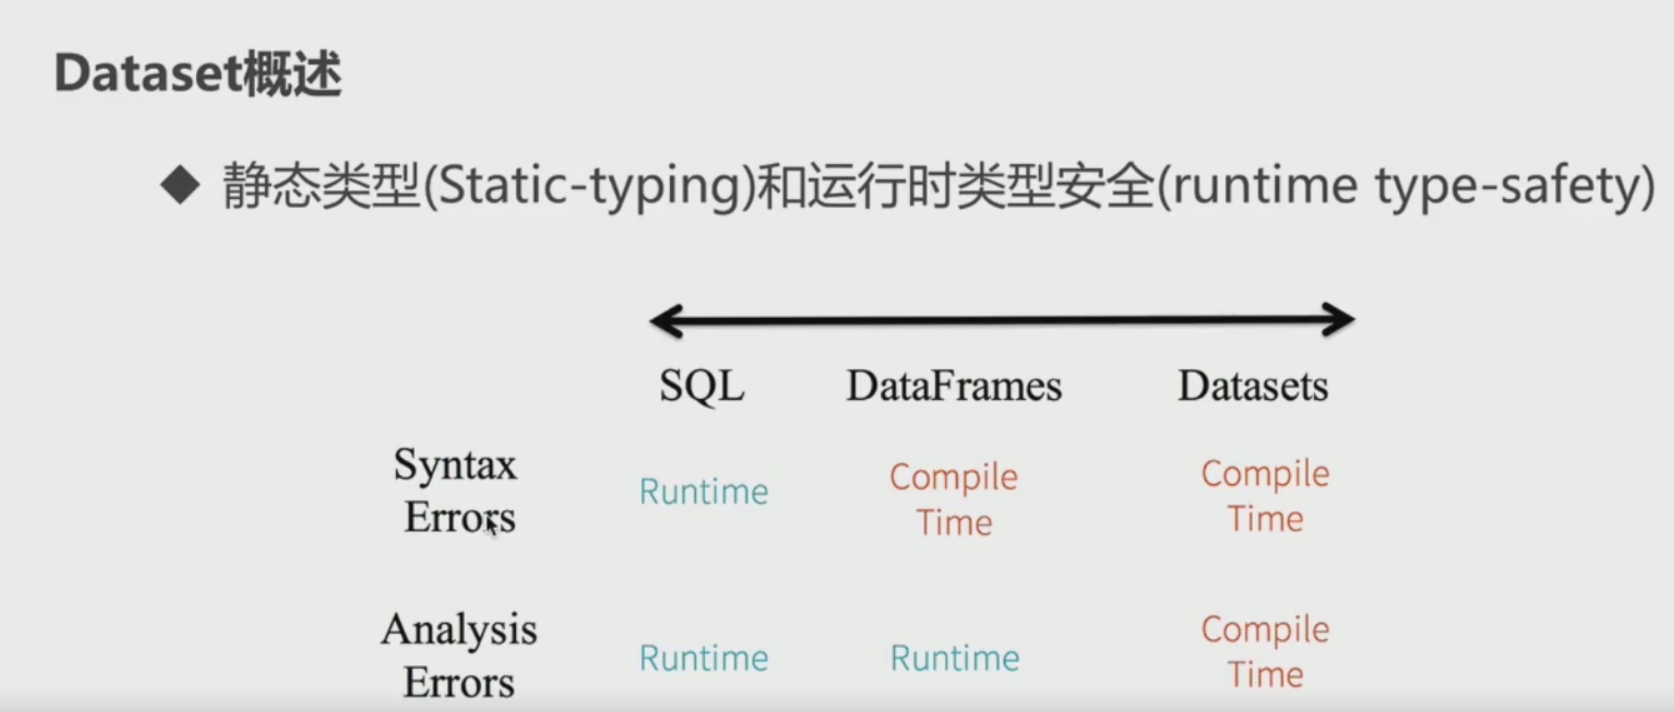 Dataset概述
◆ 静态类型(Static-typing)和运行时类型安全(runtime type-safety)
SQL DataFrames Datasets
Syntax
Errors
Runtime
Compile
Time
Compile
Time
Analysis
Errors
Runtime
Runtime
Compile
Time